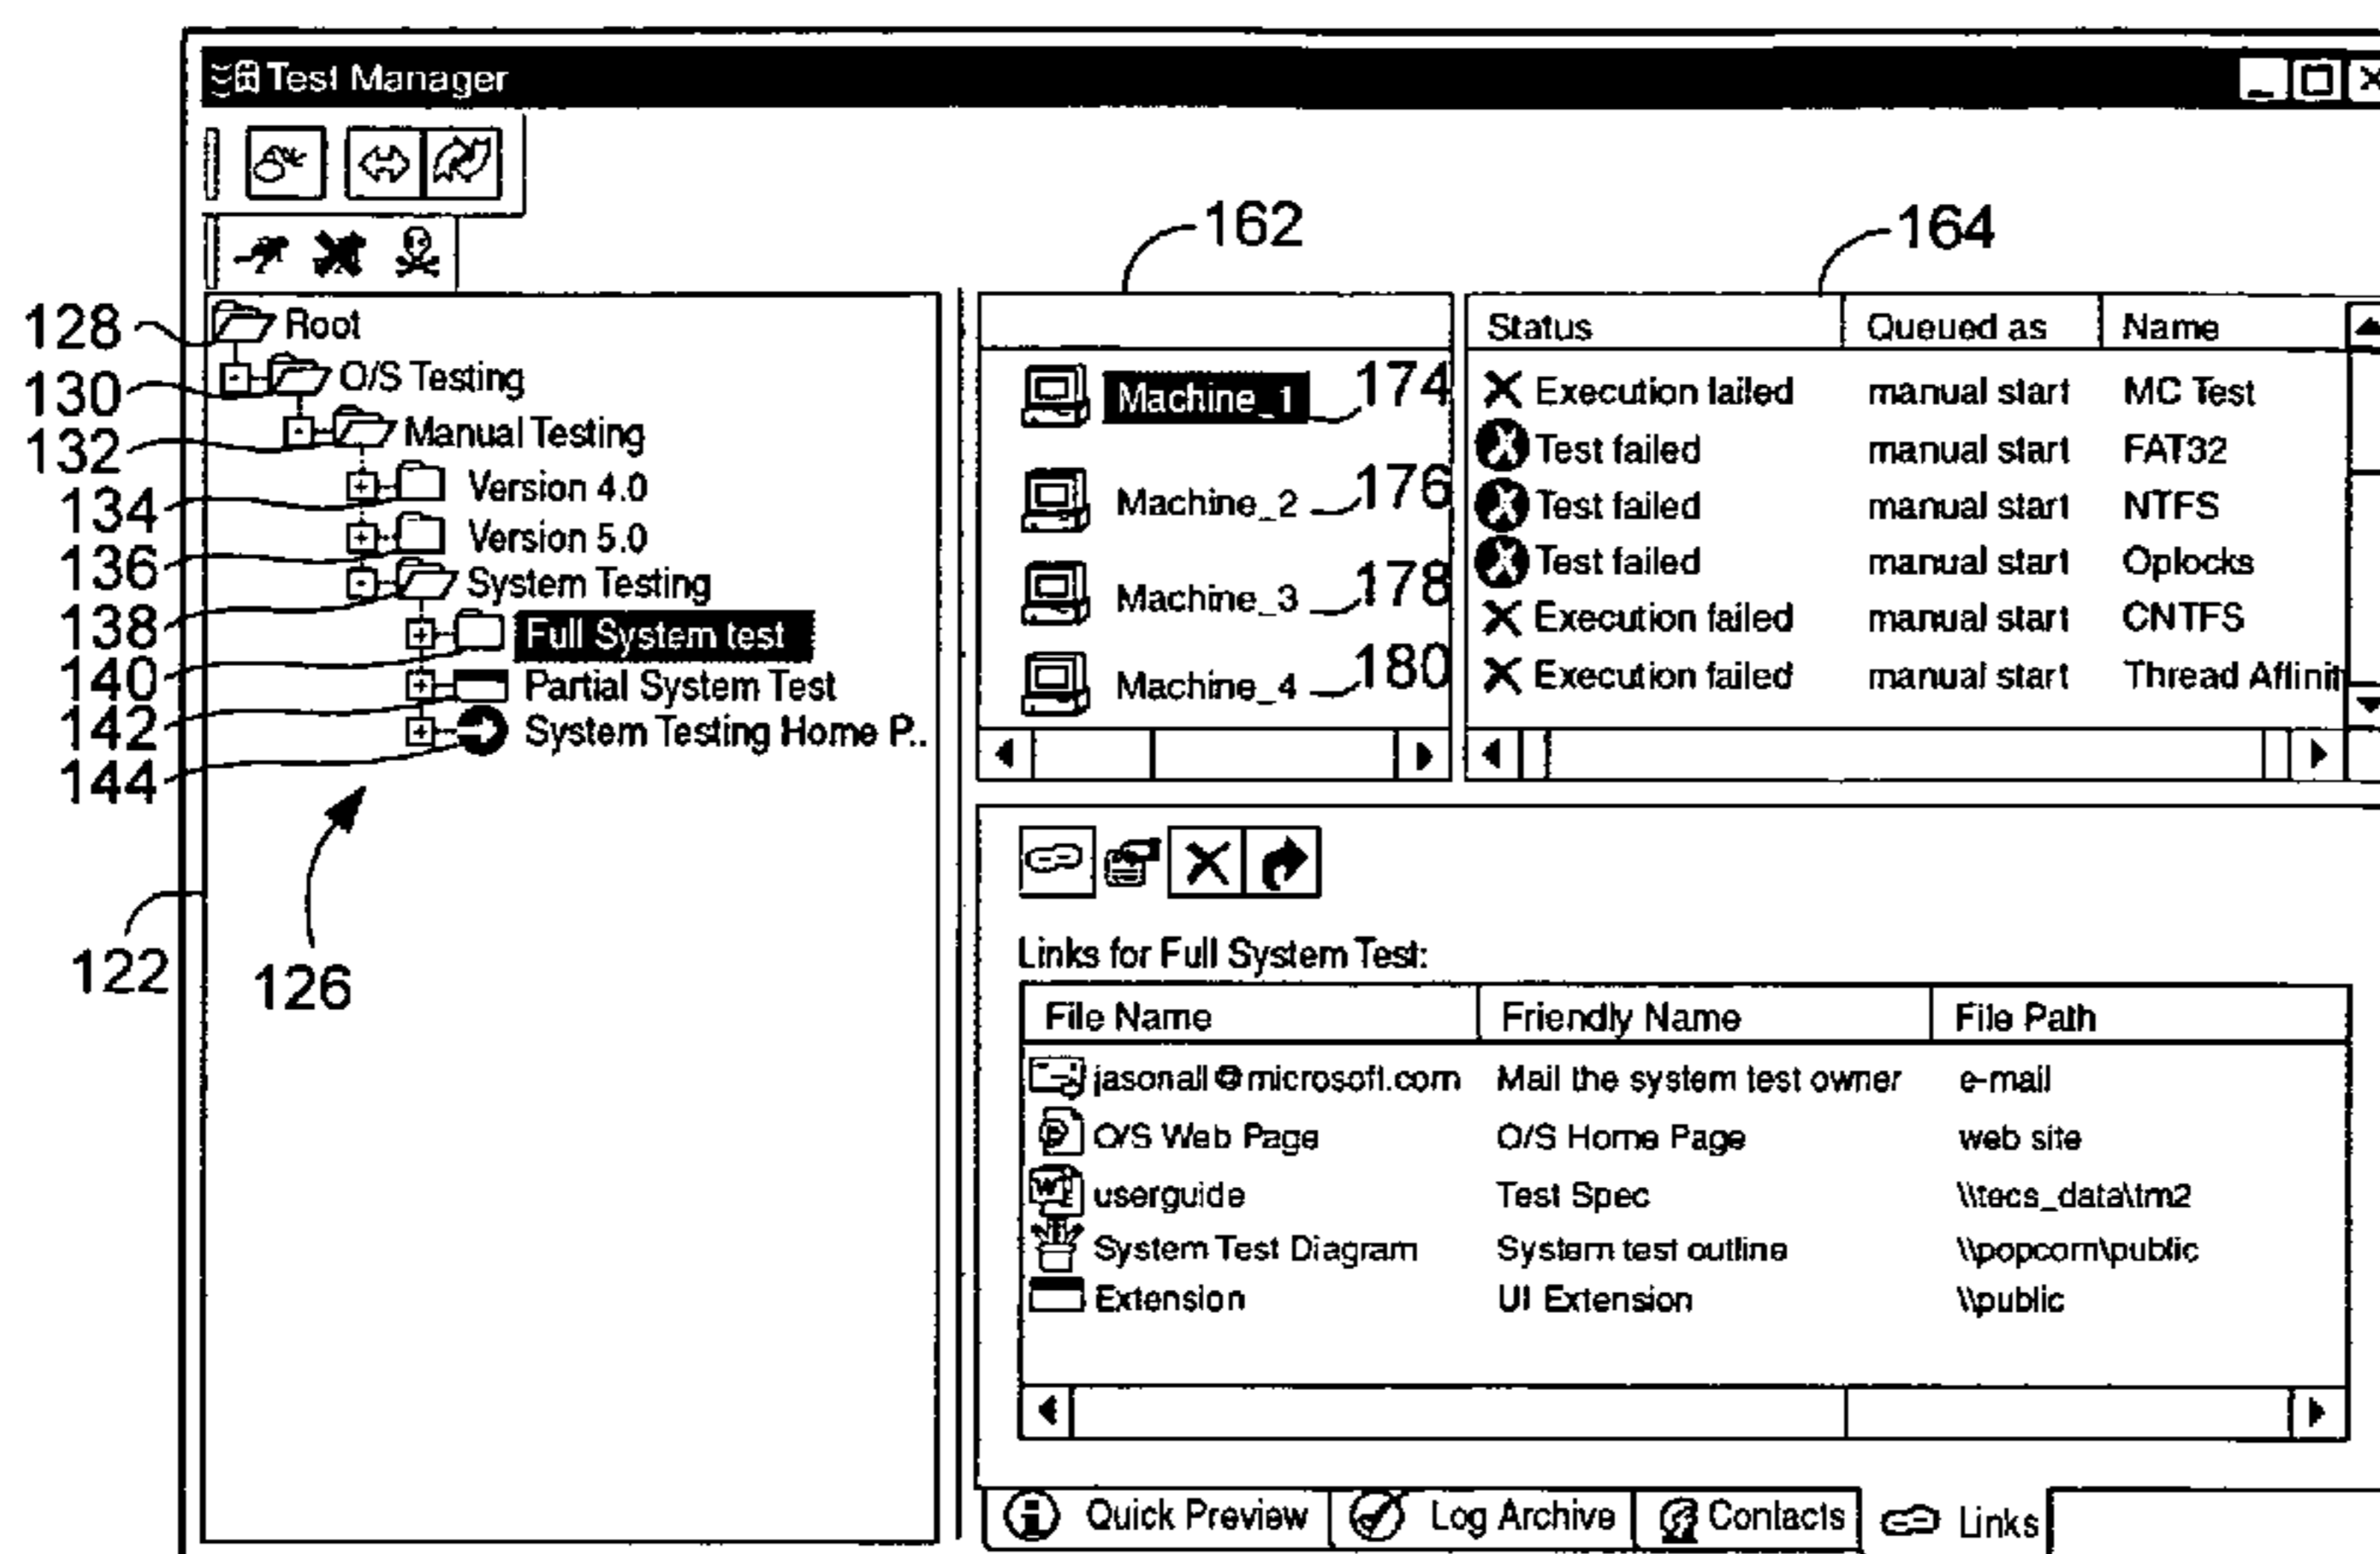 Test Manager
162
164
128
Root
130
O/S Testing
132
Manual Testing
134
Version 4.0
136
Version 5.0
138
System Testing
140
Full System test
142
Partial System Test
144
System Testing Home P..
122
126
Machine_1 174
Machine_2 176
Machine_3 178
Machine_4 180
Status Queued as Name
Execution failed manual start MC Test
Test failed manual start FAT32
Test failed manual start NTFS
Test failed manual start Oplocks
Execution failed manual start CNTFS
Execution failed manual start Thread Affinit
Links for Full System Test:
File Name Friendly Name File Path
jasonall@microsoft.com Mail the system test owner e-mail
O/S Web Page O/S Home Page web site
userguide Test Spec \\tecs_data\tm2
System Test Diagram System test outline \\popcorn\public
Extension UI Extension \\public
Quick Preview Log Archive Contacts Links